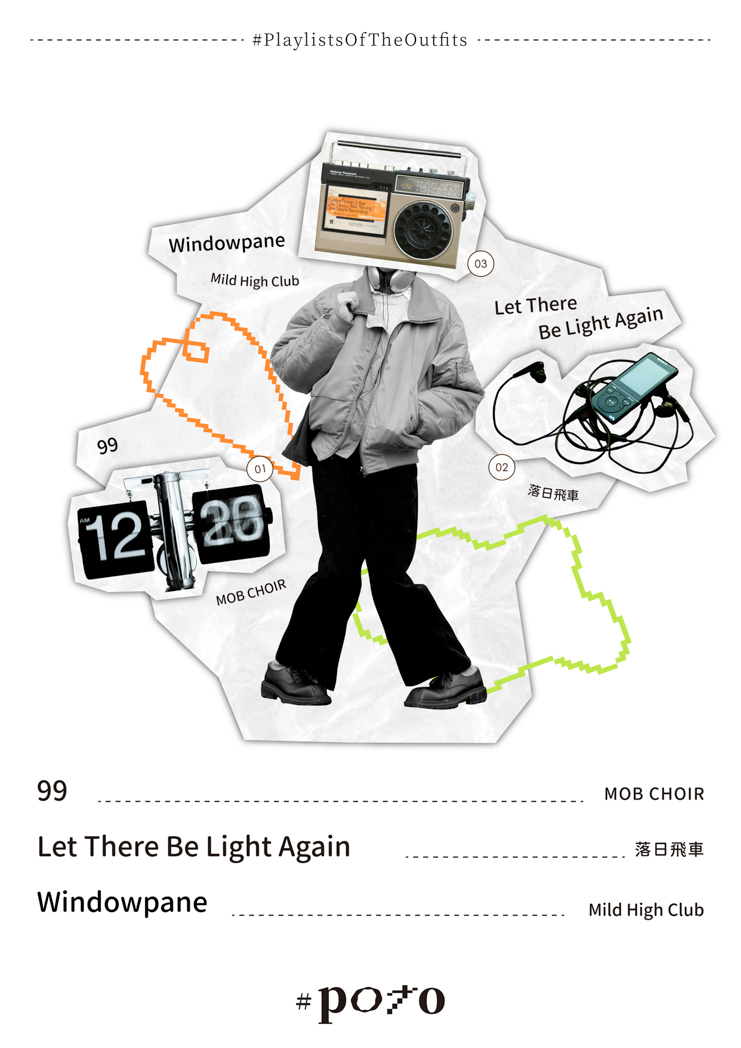 #PlaylistsOfTheOutfits
Windowpane
Mild High Club
03
Let There
Be Light Again
99
01
02
落日飛車
AM
12
MOB CHOIR
99 MOB CHOIR
Let There Be Light Again 落日飛車
Windowpane Mild High Club
#poto